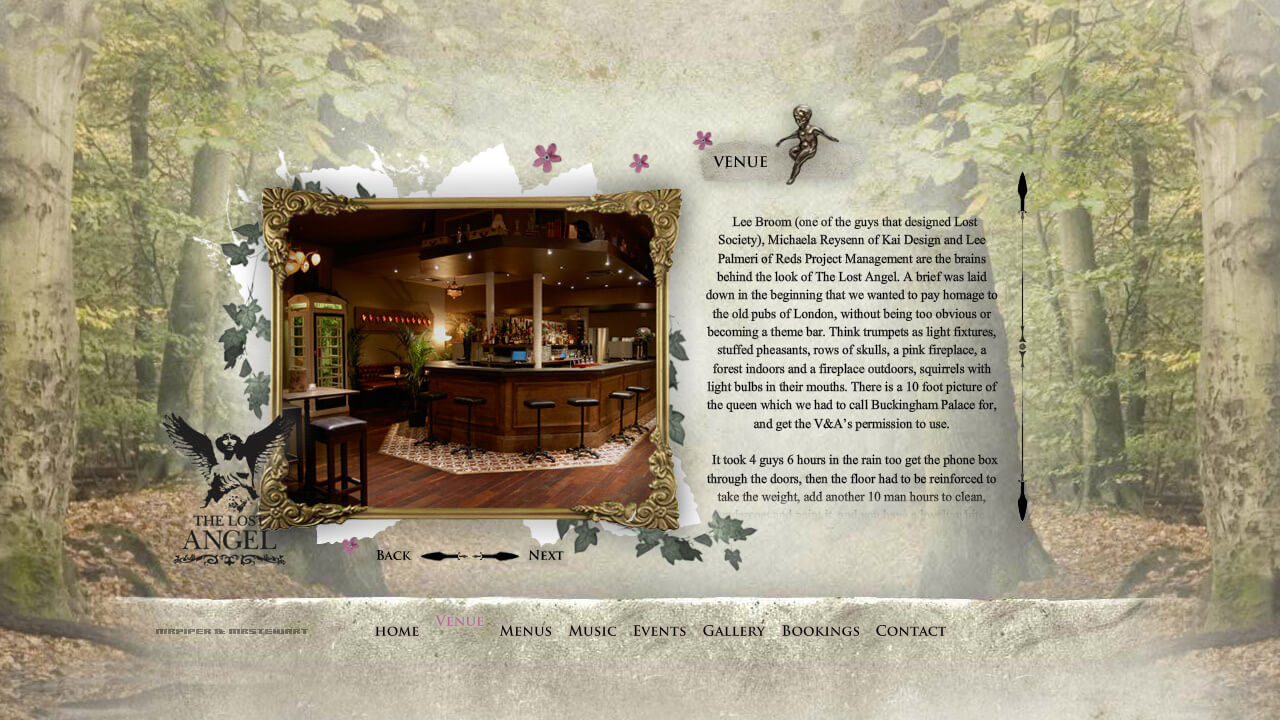 VENUE
Lee Broom (one of the guys that designed Lost
Society), Michaela Reysenn of Kai Design and Lee
Palmeri of Reds Project Management are the brains
behind the look of The Lost Angel. A brief was laid
down in the beginning that we wanted to pay homage to
the old pubs of London, without being too obvious or
becoming a theme bar. Think trumpets as light fixtures,
stuffed pheasants, rows of skulls, a pink fireplace, a
forest indoors and a fireplace outdoors, squirrels with
light bulbs in their mouths. There is a 10 foot picture of
the queen which we had to call Buckingham Palace for,
and get the V&A's permission to use.
It took 4 guys 6 hours in the rain too get the phone box
through the doors, then the floor had to be reinforced to
take the weight, add another 10 man hours to clean,
THE LOST
ANGEL
BACK NEXT
MRPIPER & MRSTEWART
HOME VENUE MENUS MUSIC EVENTS GALLERY BOOKINGS CONTACT